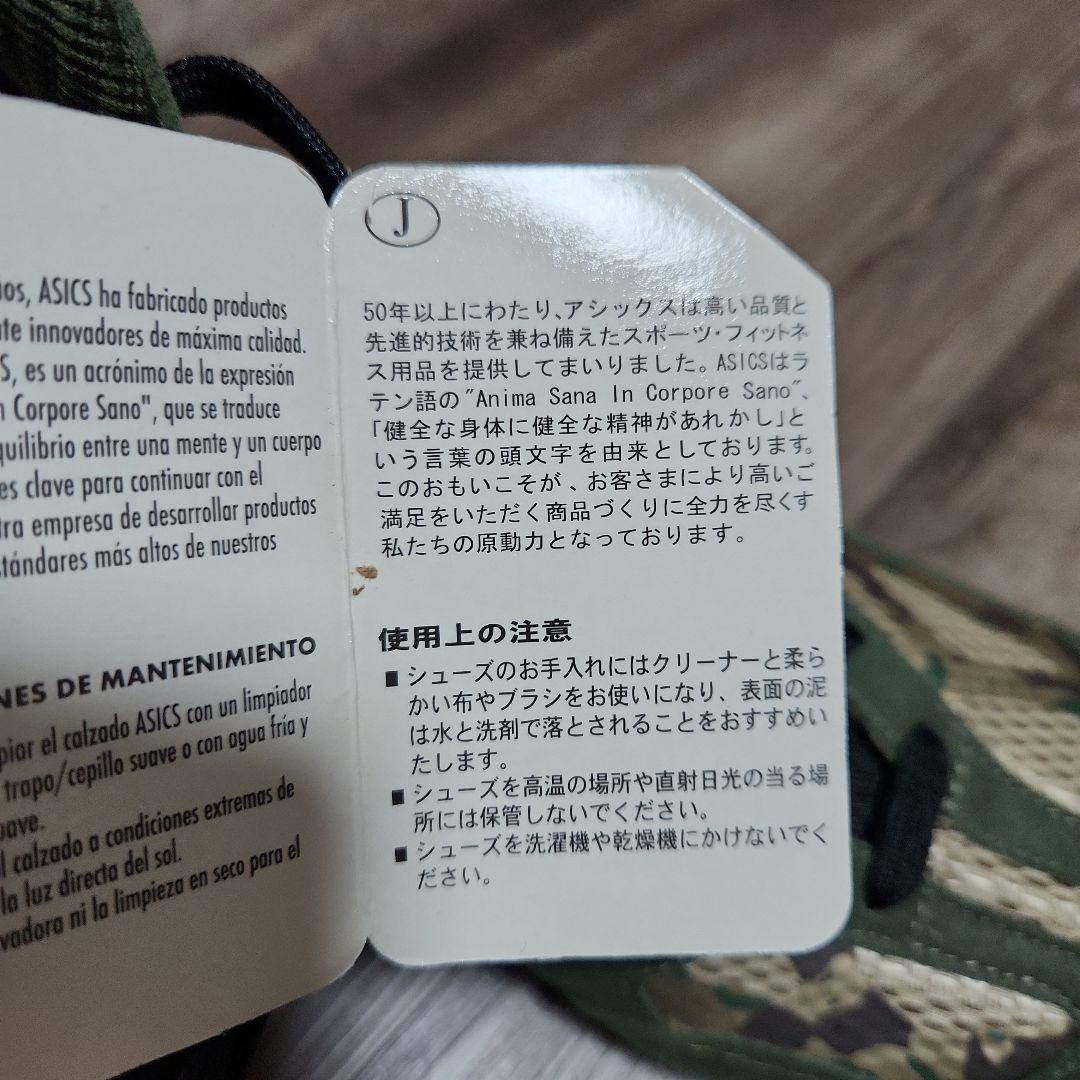 ASICS ha fabricado productos
innovadores de máxima calidad.
es un acrónimo de la expresión
Corpore Sano", que se traduce
entre una mente y un cuerpo
clave para continuar con el
empresa de desarrollar productos
más altos de nuestros
DE MANTENIMIENTO
el calzado ASICS con un limpiador
trapo/cepillo suave o con agua fría y
calzado a condiciones extremas de
la luz directa del sol.
ni la limpieza en seco para el
J
50年以上にわたり、アシックスは高い品質と
先進的技術を兼ね備えたスポーツ・フィットネ
ス用品を提供してまいりました。ASICSはラ
テン語の"Anima Sana In Corpore Sano"、
「健全な身体に健全な精神があれかし」と
いう言葉の頭文字を由来としております。
このおもいこそが、お客さまにより高いご
満足をいただく商品づくりに全力を尽くす
私たちの原動力となっております。
使用上の注意
■ シューズのお手入れにはクリーナーと柔ら
かい布やブラシをお使いになり、表面の泥
は水と洗剤で落とされることをおすすめい
たします。
■ シューズを高温の場所や直射日光の当る場
所には保管しないでください。
■ シューズを洗濯機や乾燥機にかけないでく
ださい。